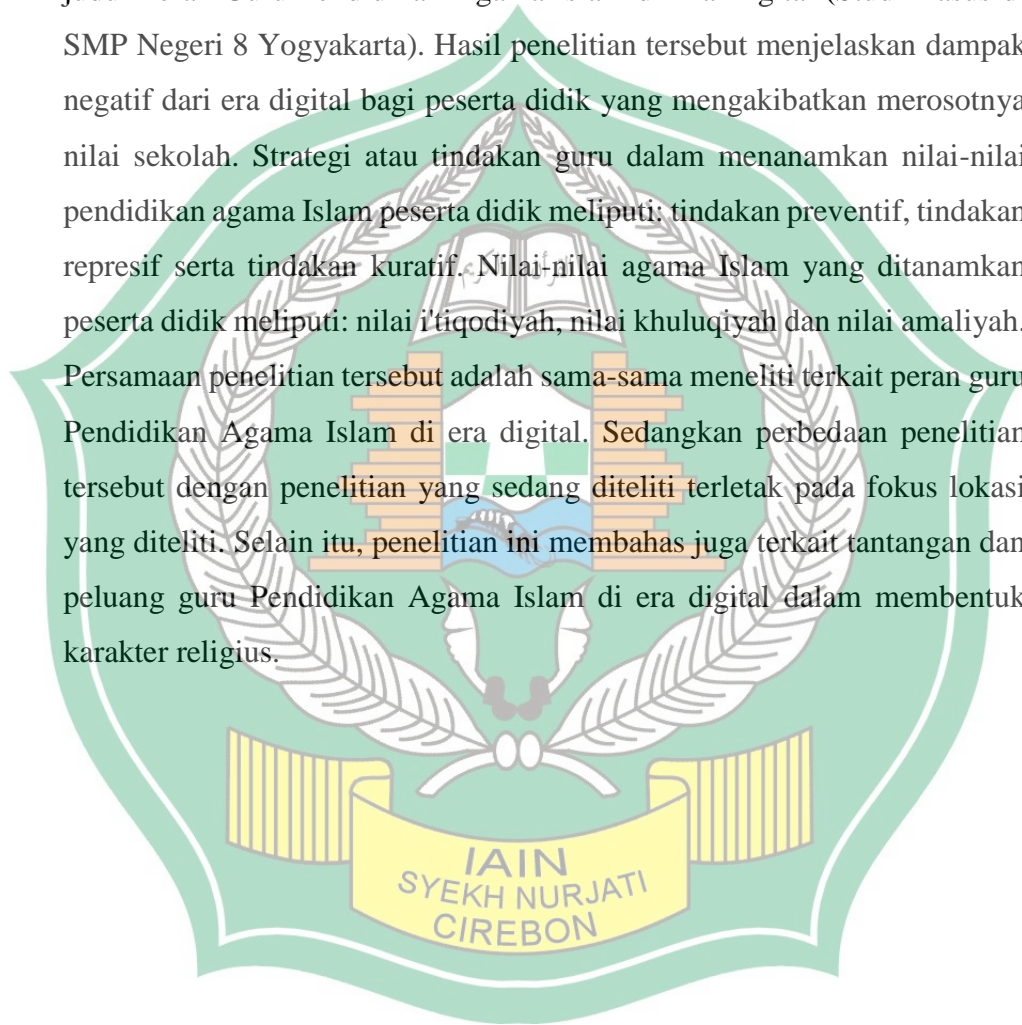 SMP Negeri 8 Yogyakarta). Hasil penelitian tersebut menjelaskan dampak
negatif dari era digital bagi peserta didik yang mengakibatkan merosotnya
nilai sekolah. Strategi atau tindakan guru dalam menanamkan nilai-nilai
pendidikan agama Islam peserta didik meliputi: tindakan preventif, tindakan
represif serta tindakan kuratif. Nilai-nilai agama Islam yang ditanamkan
peserta didik meliputi: nilai i'tiqodiyah, nilai khuluqiyah dan nilai amaliyah.
Persamaan penelitian tersebut adalah sama-sama meneliti terkait peran guru
Pendidikan Agama Islam di era digital. Sedangkan perbedaan penelitian
tersebut dengan penelitian yang sedang diteliti terletak pada fokus lokasi
yang diteliti. Selain itu, penelitian ini membahas juga terkait tantangan dan
peluang guru Pendidikan Agama Islam di era digital dalam membentuk
karakter religius.
IAIN
SYEKH NURJATI
CIREBON